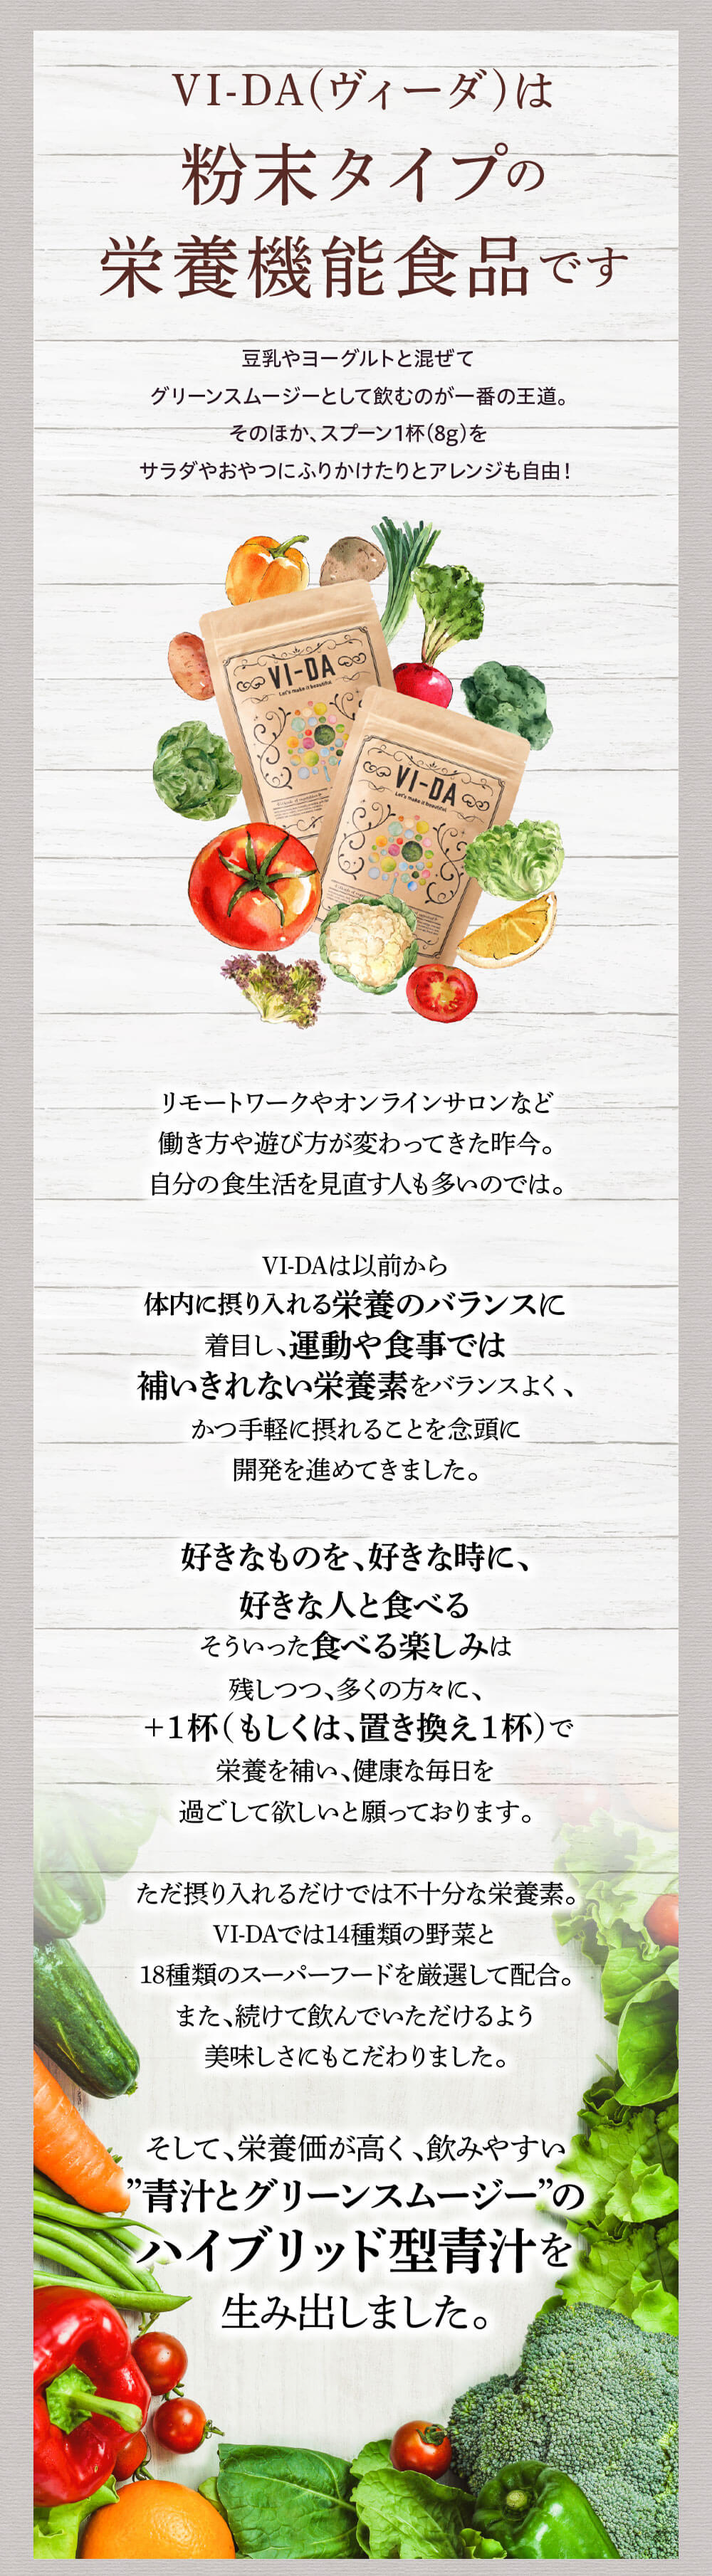 VI-DA(ヴィーダ)は
粉末タイプの
栄養機能食品です
豆乳やヨーグルトと混ぜて
グリーンスムージーとして飲むのが一番の王道。
そのほか、スプーン1杯(8g)を
サラダやおやつにふりかけたりとアレンジも自由!
VI-DA
Let's make it beautiful.
VI-DA
Let's make it beautiful.
リモートワークやオンラインサロンなど
働き方や遊び方が変わってきた昨今。
自分の食生活を見直す人も多いのでは。
VI-DAは以前から
体内に摂り入れる栄養のバランスに
着目し、運動や食事では
補いきれない栄養素をバランスよく、
かつ手軽に摂れることを念頭に
開発を進めてきました。
好きなものを、好きな時に、
好きな人と食べる
そういった食べる楽しみは
残しつつ、多くの方々に、
+1杯(もしくは、置き換え1杯)で
栄養を補い、健康な毎日を
過ごして欲しいと願っております。
ただ摂り入れるだけでは不十分な栄養素。
VI-DAでは14種類の野菜と
18種類のスーパーフードを厳選して配合。
また、続けて飲んでいただけるよう
美味しさにもこだわりました。
そして、栄養価が高く、飲みやすい
”青汁とグリーンスムージー”の
ハイブリッド型青汁を
生み出しました。